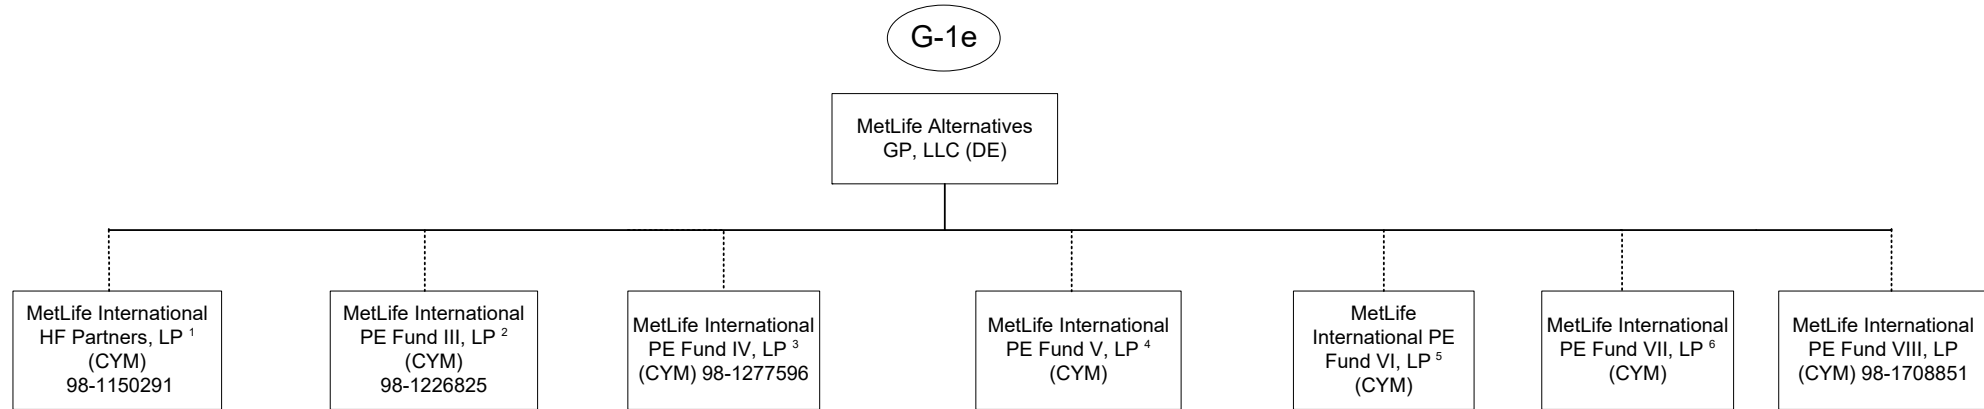 G-1e
MetLife Alternatives
GP, LLC (DE)
MetLife International
HF Partners, LP 1
(CYM)
98-1150291
MetLife International
PE Fund III, LP 2
(CYM)
98-1226825
MetLife International
PE Fund IV, LP 3
(CYM) 98-1277596
MetLife International
PE Fund V, LP 4
(CYM)
MetLife
International PE
Fund VI, LP 5
(CYM)
MetLife International
PE Fund VII, LP 6
(CYM)
MetLife International
PE Fund VIII, LP
(CYM) 98-1708851